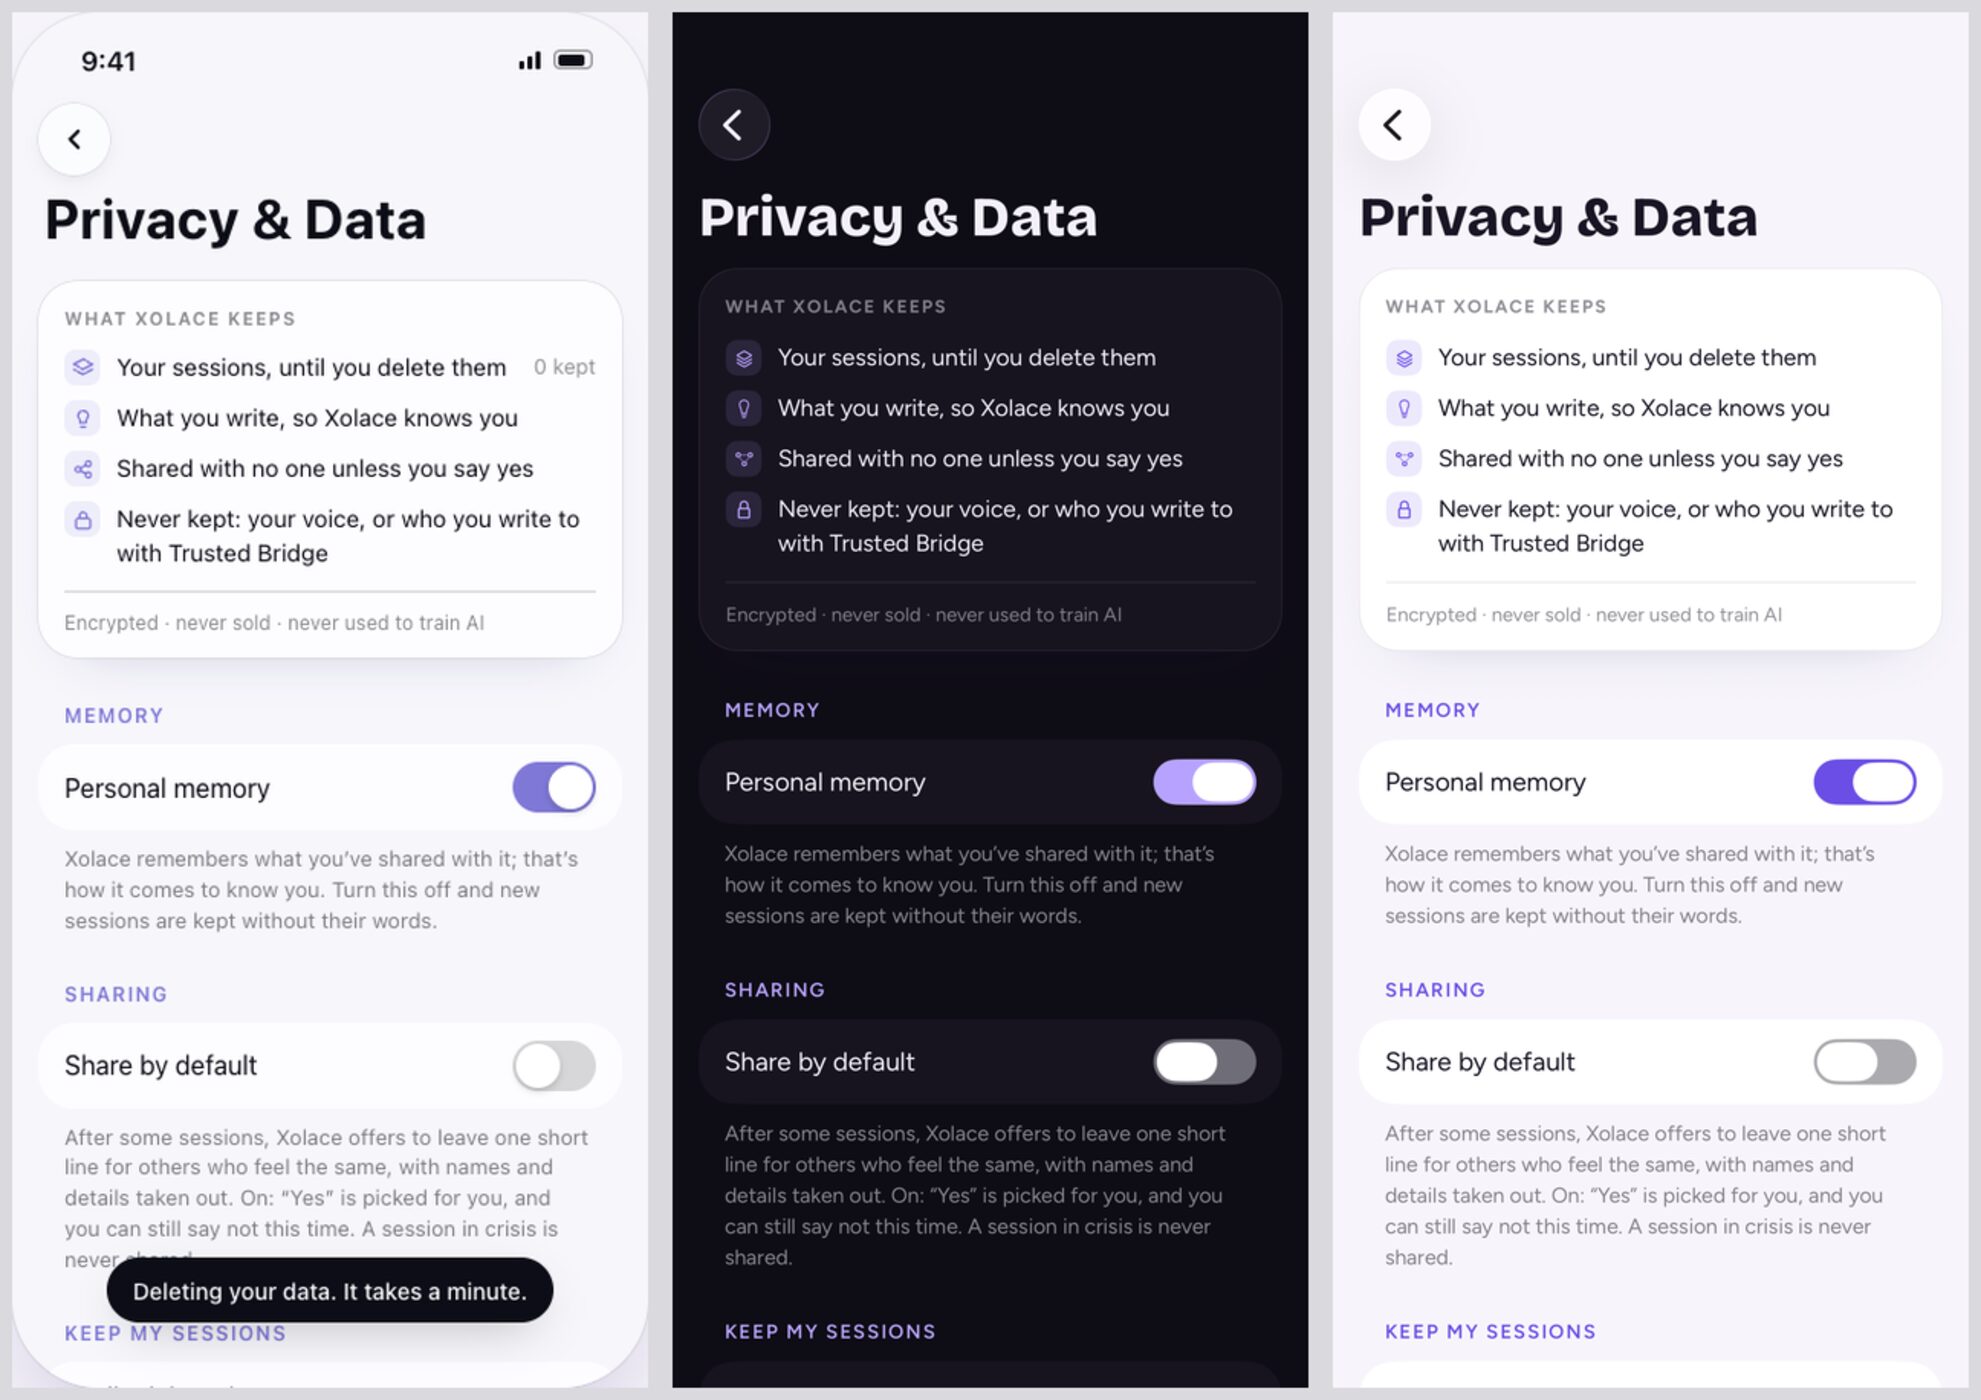 9:41
Privacy & Data
WHAT XOLACE KEEPS
Your sessions, until you delete them 0 kept
What you write, so Xolace knows you
Shared with no one unless you say yes
Never kept: your voice, or who you write to
with Trusted Bridge
Encrypted · never sold · never used to train AI
MEMORY
Personal memory
Xolace remembers what you’ve shared with it; that’s
how it comes to know you. Turn this off and new
sessions are kept without their words.
SHARING
Share by default
After some sessions, Xolace offers to leave one short
line for others who feel the same, with names and
details taken out. On: “Yes” is picked for you, and
you can still say not this time. A session in crisis is
never
Deleting your data. It takes a minute.
KEEP MY SESSIONS
Privacy & Data
WHAT XOLACE KEEPS
Your sessions, until you delete them
What you write, so Xolace knows you
Shared with no one unless you say yes
Never kept: your voice, or who you write to
with Trusted Bridge
Encrypted · never sold · never used to train AI
MEMORY
Personal memory
Xolace remembers what you’ve shared with it; that’s
how it comes to know you. Turn this off and new
sessions are kept without their words.
SHARING
Share by default
After some sessions, Xolace offers to leave one short
line for others who feel the same, with names and
details taken out. On: “Yes” is picked for you, and you
can still say not this time. A session in crisis is never
shared.
KEEP MY SESSIONS
Privacy & Data
WHAT XOLACE KEEPS
Your sessions, until you delete them
What you write, so Xolace knows you
Shared with no one unless you say yes
Never kept: your voice, or who you write to
with Trusted Bridge
Encrypted · never sold · never used to train AI
MEMORY
Personal memory
Xolace remembers what you’ve shared with it; that’s
how it comes to know you. Turn this off and new
sessions are kept without their words.
SHARING
Share by default
After some sessions, Xolace offers to leave one short
line for others who feel the same, with names and
details taken out. On: “Yes” is picked for you, and you
can still say not this time. A session in crisis is never
shared.
KEEP MY SESSIONS